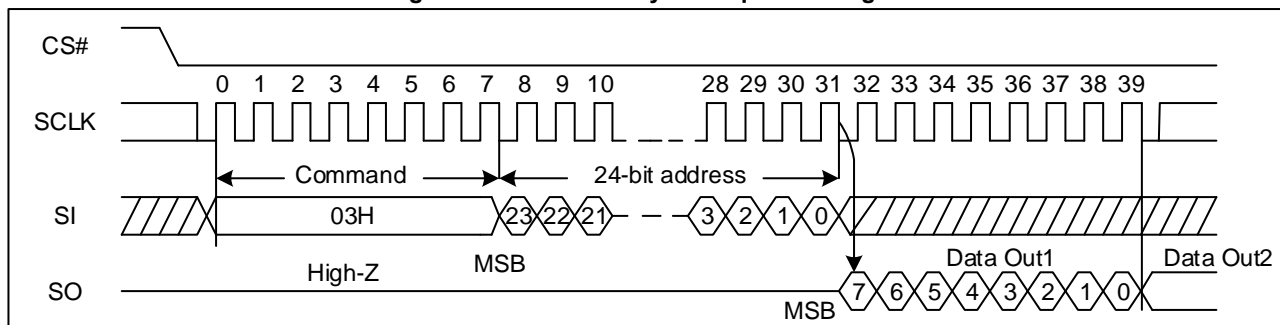 CS#
0 1 2 3 4 5 6 7 8 9 10 28 29 30 31 32 33 34 35 36 37 38 39
SCLK
Command 24-bit address
SI 03H 23 22 21 3 2 1 0
High-Z MSB Data Out1 Data Out2
SO MSB 7 6 5 4 3 2 1 0